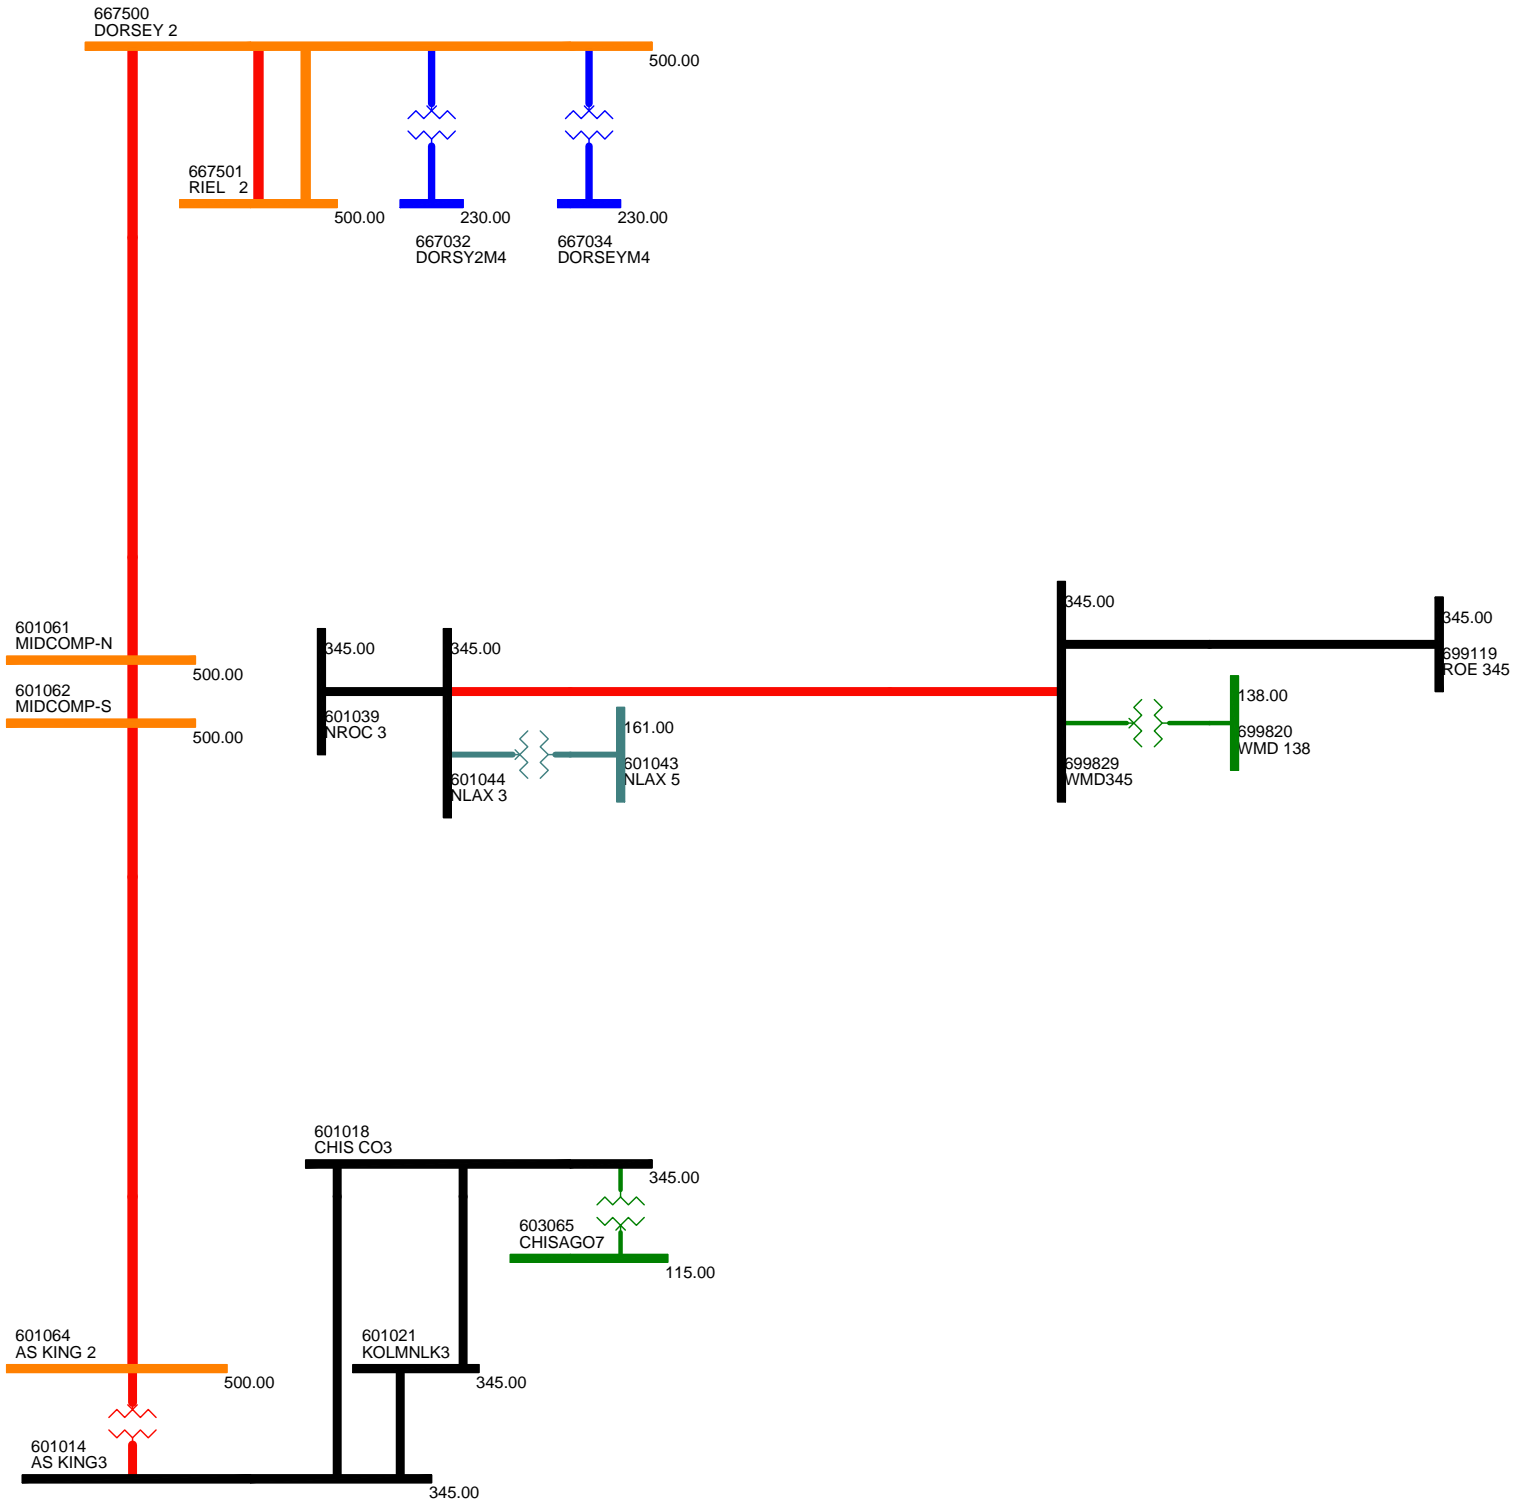 667500
DORSEY 2
500.00
667501
RIEL 2
500.00
230.00
667032
DORSY2M4
230.00
667034
DORSEYM4
601061
MIDCOMP-N
500.00
601062
MIDCOMP-S
500.00
345.00
601039
NROC 3
345.00
601044
NLAX 3
161.00
601043
NLAX 5
345.00
699829
WMD345
138.00
699820
WMD 138
345.00
699119
ROE 345
601018
CHIS CO3
345.00
603065
CHISAGO7
115.00
601064
AS KING 2
500.00
601021
KOLMNLK3
345.00
601014
AS KING3
345.00